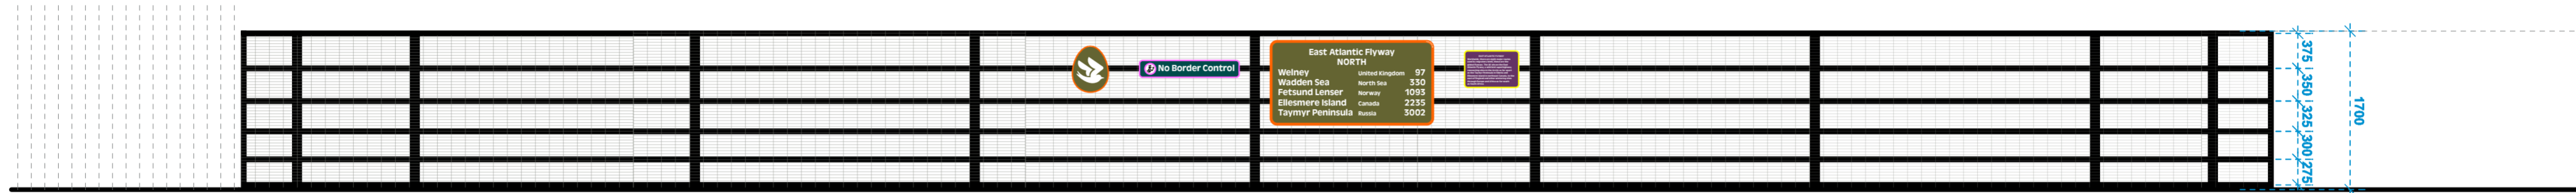 No Border Control
East Atlantic Flyway
NORTH
Welney United Kingdom 97
Wadden Sea North Sea 330
Fetsund Lenser Norway 1093
Ellesmere Island Canada 2235
Taymyr Peninsula Russia 3002
375
350
325
300
275
1700